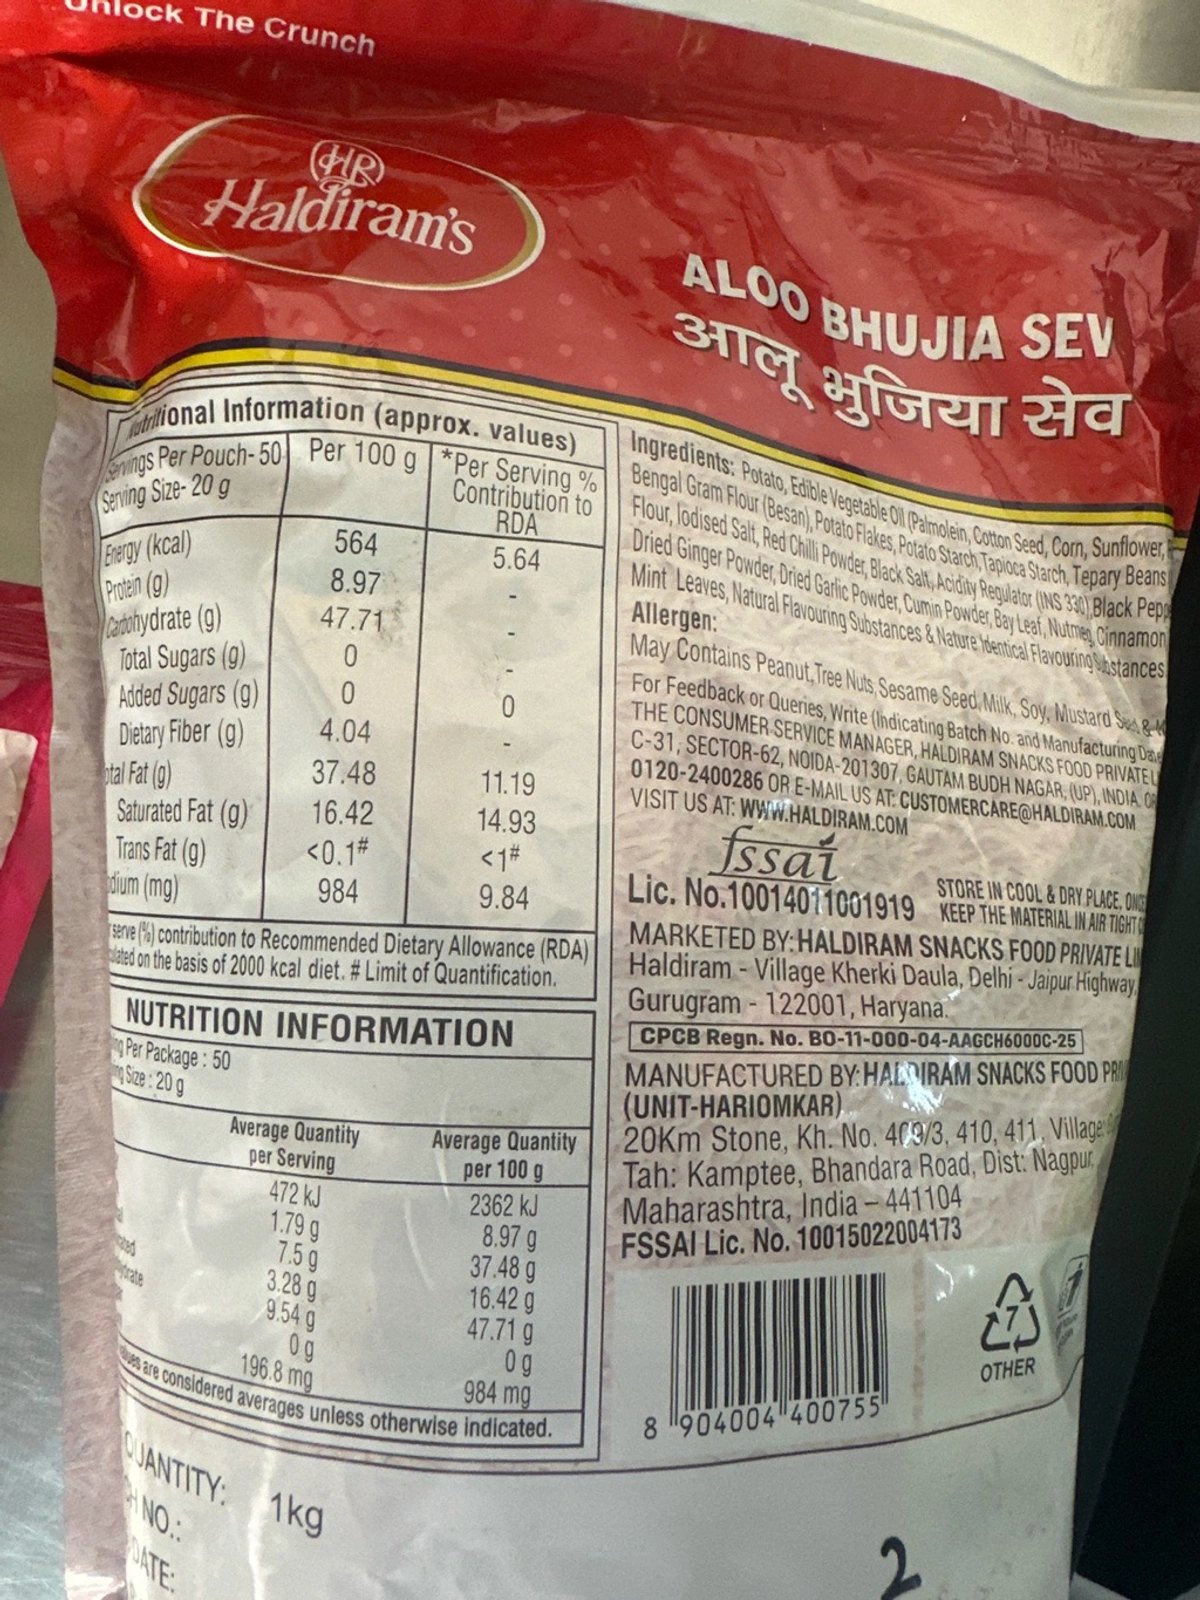 Unlock The Crunch
HR
Haldiram's
ALOO BHUJIA SEV
आलू भुजिया सेव
Nutritional Information (approx. values)
Servings Per Pouch- 50
Serving Size- 20 g
Per 100 g
*Per Serving %
Contribution to
RDA
Energy (kcal) 564 5.64
Protein (g) 8.97 -
Carbohydrate (g) 47.71 -
Total Sugars (g) 0 -
Added Sugars (g) 0 0
Dietary Fiber (g) 4.04 -
otal Fat (g) 37.48 11.19
Saturated Fat (g) 16.42 14.93
Trans Fat (g) <0.1# <1#
dium (mg) 984 9.84
serve (%) contribution to Recommended Dietary Allowance (RDA)
lated on the basis of 2000 kcal diet. # Limit of Quantification.
NUTRITION INFORMATION
ng Per Package : 50
ng Size : 20 g
Average Quantity
per Serving
Average Quantity
per 100 g
472 kJ 2362 kJ
1.79 g 8.97 g
7.5 g 37.48 g
3.28 g 16.42 g
9.54 g 47.71 g
0 g 0 g
196.8 mg 984 mg
are considered averages unless otherwise indicated.
QUANTITY: 1kg
H NO.:
DATE:
Ingredients: Potato, Edible Vegetable Oil (Palmolein, Cotton Seed, Corn, Sunflower,
Bengal Gram Flour (Besan), Potato Flakes, Potato Starch, Tapioca Starch, Tepary Beans
Flour, Iodised Salt, Red Chilli Powder, Black Salt, Acidity Regulator (INS 330), Black Pepp
Dried Ginger Powder, Dried Garlic Powder, Cumin Powder, Bay Leaf, Nutmeg, Cinnamon
Mint Leaves, Natural Flavouring Substances & Nature Identical Flavouring Substances
Allergen:
May Contains Peanut, Tree Nuts, Sesame Seed, Milk, Soy, Mustard Seed &
For Feedback or Queries, Write (Indicating Batch No. and Manufacturing Date
THE CONSUMER SERVICE MANAGER, HALDIRAM SNACKS FOOD PRIVATE L
C-31, SECTOR-62, NOIDA-201307, GAUTAM BUDH NAGAR, (UP), INDIA. OR
0120-2400286 OR E-MAIL US AT: CUSTOMERCARE@HALDIRAM.COM
VISIT US AT: WWW.HALDIRAM.COM
fssai
Lic. No.10014011001919
STORE IN COOL & DRY PLACE, ONCE
KEEP THE MATERIAL IN AIR TIGHT
MARKETED BY: HALDIRAM SNACKS FOOD PRIVATE LI
Haldiram - Village Kherki Daula, Delhi - Jaipur Highway,
Gurugram - 122001, Haryana.
CPCB Regn. No. BO-11-000-04-AAGCH6000C-25
MANUFACTURED BY: HALDIRAM SNACKS FOOD PRI
(UNIT-HARIOMKAR)
20Km Stone, Kh. No. 409/3, 410, 411, Village:
Tah: Kamptee, Bhandara Road, Dist: Nagpur,
Maharashtra, India – 441104
FSSAI Lic. No. 10015022004173
8 904004 400755
7
OTHER
2